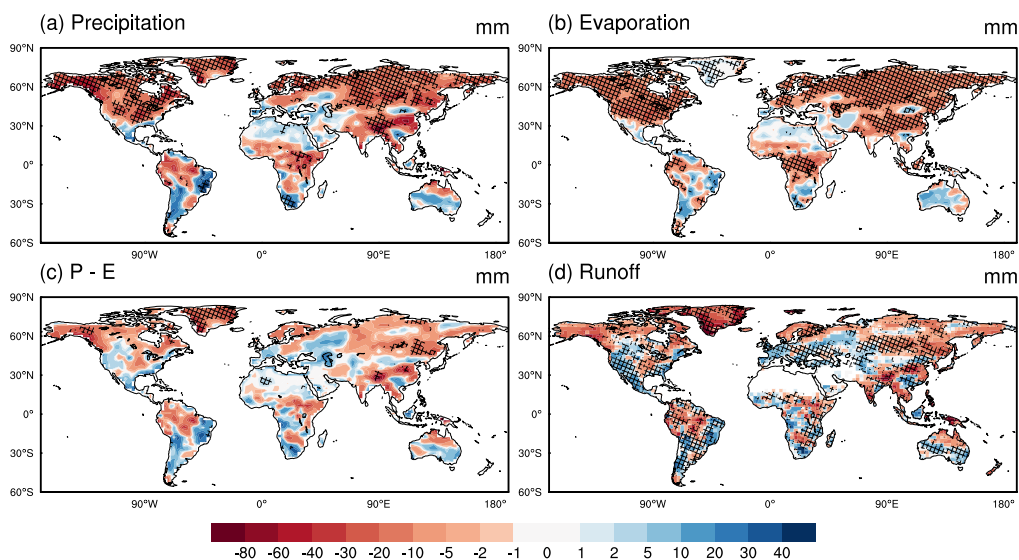 (a) Precipitation mm (b) Evaporation mm
90°N 90°N
60°N 60°N
30°N 30°N
0° 0°
30°S 30°S
60°S 60°S
90°W 0° 90°E 180° 90°W 0° 90°E 180°
(c) P - E mm (d) Runoff mm
90°N 90°N
60°N 60°N
30°N 30°N
0° 0°
30°S 30°S
60°S 60°S
90°W 0° 90°E 180° 90°W 0° 90°E 180°
-80 -60 -40 -30 -20 -10 -5 -2 -1 0 1 2 5 10 20 30 40